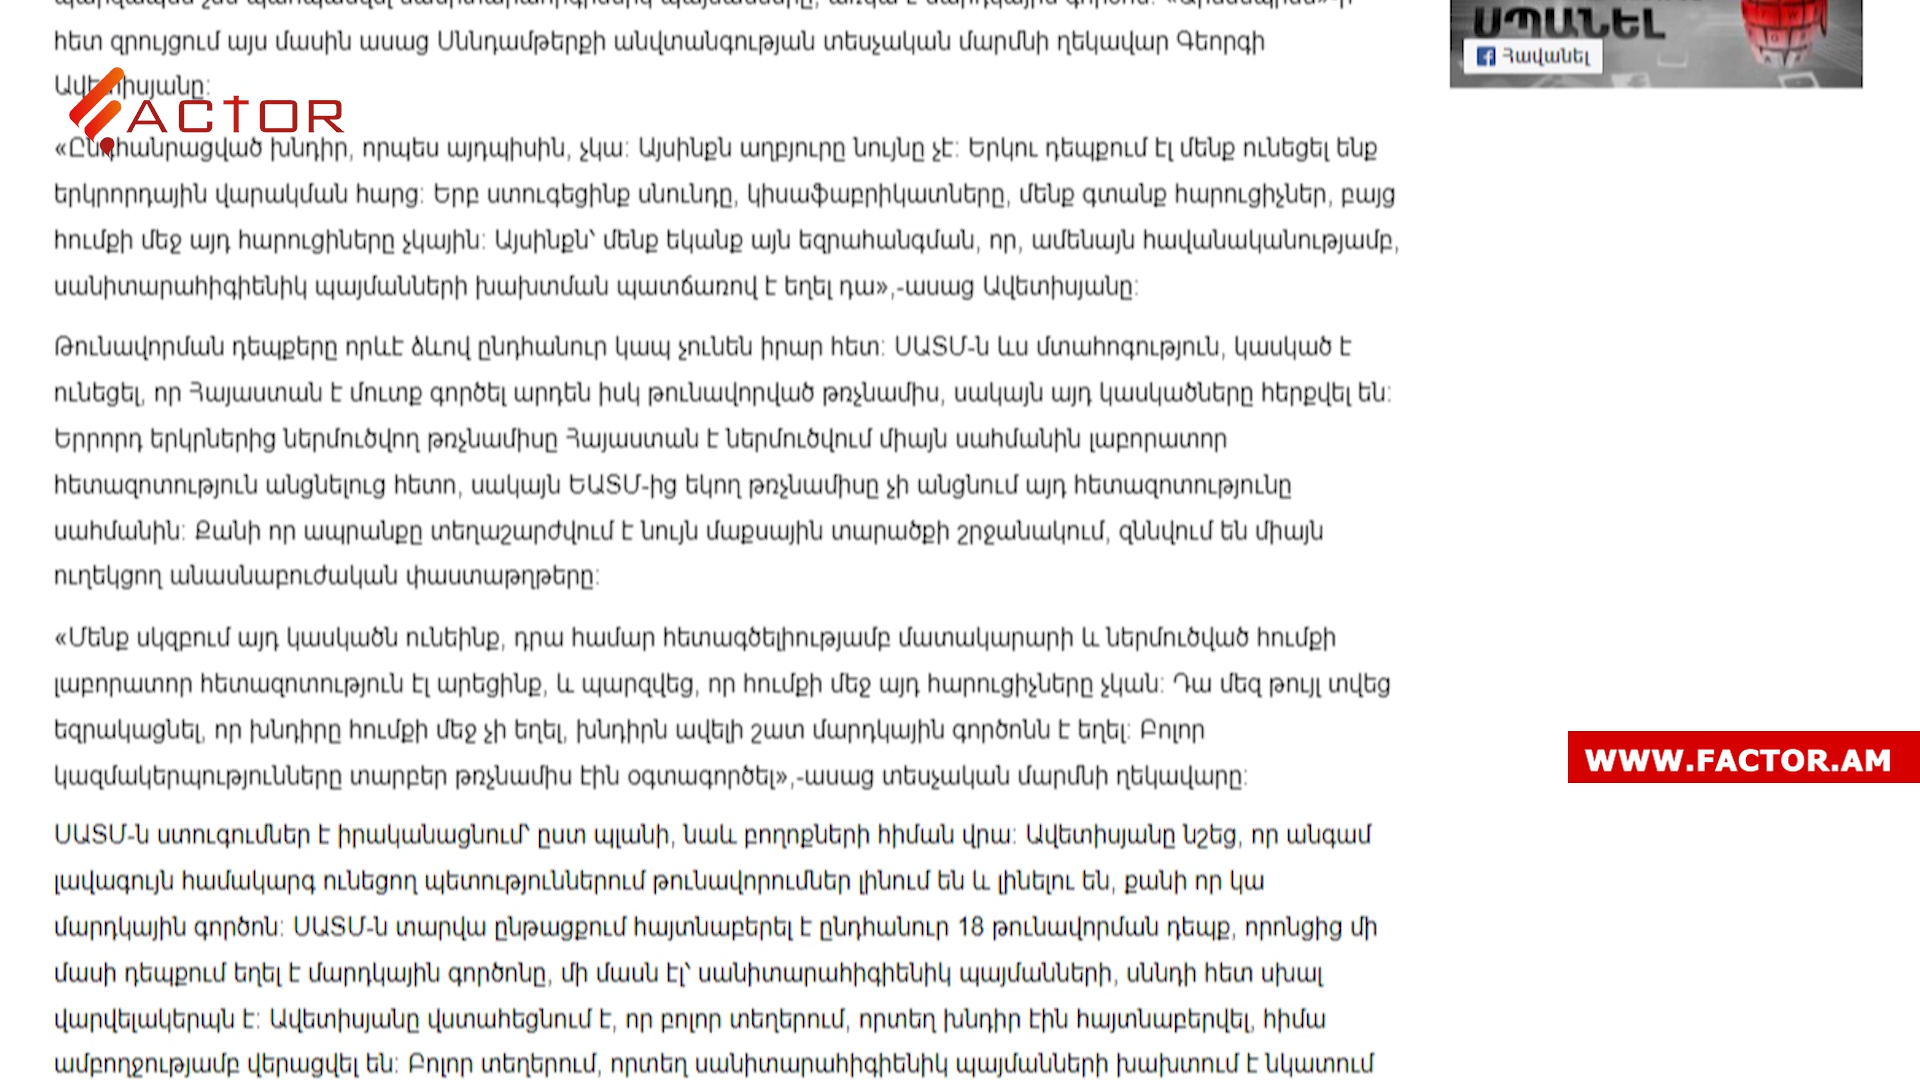 հետ զրույցում այս մասին ասաց Սննդամթերքի անվտանգության տեսչական մարմնի ղեկավար Գեորգի
Ավետիսյանը։
ACTOR
«Ընդհանրացված խնդիր, որպես այդպիսին, չկա։ Այսինքն աղբյուրը նույնը չէ։ Երկու դեպքում էլ մենք ունեցել ենք
երկրորդային վարակման հարց։ Երբ ստուգեցինք սնունդը, կիսաֆաբրիկատները, մենք գտանք հարուցիչներ, բայց
հումքի մեջ այդ հարուցիները չկային։ Այսինքն՝ մենք եկանք այն եզրահանգման, որ, ամենայն հավանականությամբ,
սանիտարահիգիենիկ պայմանների խախտման պատճառով է եղել դա»,-ասաց Ավետիսյանը։
Թունավորման դեպքերը որևէ ձևով ընդհանուր կապ չունեն իրար հետ։ ՍԱՏՄ-ն ևս մտահոգություն, կասկած է
ունեցել, որ Հայաստան է մուտք գործել արդեն իսկ թունավորված թռչնամիս, սակայն այդ կասկածները հերքվել են։
Երրորդ երկրներից ներմուծվող թռչնամիսը Հայաստան է ներմուծվում միայն սահմանին լաբորատոր
հետազոտություն անցնելուց հետո, սակայն ԵԱՏՄ-ից եկող թռչնամիսը չի անցնում այդ հետազոտությունը
սահմանին։ Քանի որ ապրանքը տեղաշարժվում է նույն մաքսային տարածքի շրջանակում, զննվում են միայն
ուղեկցող անասնաբուժական փաստաթղթերը։
«Մենք սկզբում այդ կասկածն ունեինք, դրա համար հետագծելիությամբ մատակարարի և ներմուծված հումքի
լաբորատոր հետազոտություն էլ արեցինք, և պարզվեց, որ հումքի մեջ այդ հարուցիչները չկան։ Դա մեզ թույլ տվեց
եզրակացնել, որ խնդիրը հումքի մեջ չի եղել, խնդիրն ավելի շատ մարդկային գործոնն է եղել։ Բոլոր
կազմակերպությունները տարբեր թռչնամիս էին օգտագործել»,-ասաց տեսչական մարմնի ղեկավարը։
ՍԱՏՄ-ն ստուգումներ է իրականացնում՝ ըստ պլանի, նաև բողոքների հիման վրա։ Ավետիսյանը նշեց, որ անգամ
լավագույն համակարգ ունեցող պետություններում թունավորումներ լինում են և լինելու են, քանի որ կա
մարդկային գործոն։ ՍԱՏՄ-ն տարվա ընթացքում հայտնաբերել է ընդհանուր 18 թունավորման դեպք, որոնցից մի
մասի դեպքում եղել է մարդկային գործոնը, մի մասն էլ՝ սանիտարահիգիենիկ պայմանների, սննդի հետ սխալ
վարվելակերպն է։ Ավետիսյանը վստահեցնում է, որ բոլոր տեղերում, որտեղ խնդիր էին հայտնաբերվել, հիմա
ամբողջությամբ վերացվել են։ Բոլոր տեղերում, որտեղ սանիտարահիգիենիկ պայմանների խախտում է նկատում
ՍՊԱՆԵԼ
Հավանել
WWW.FACTOR.AM